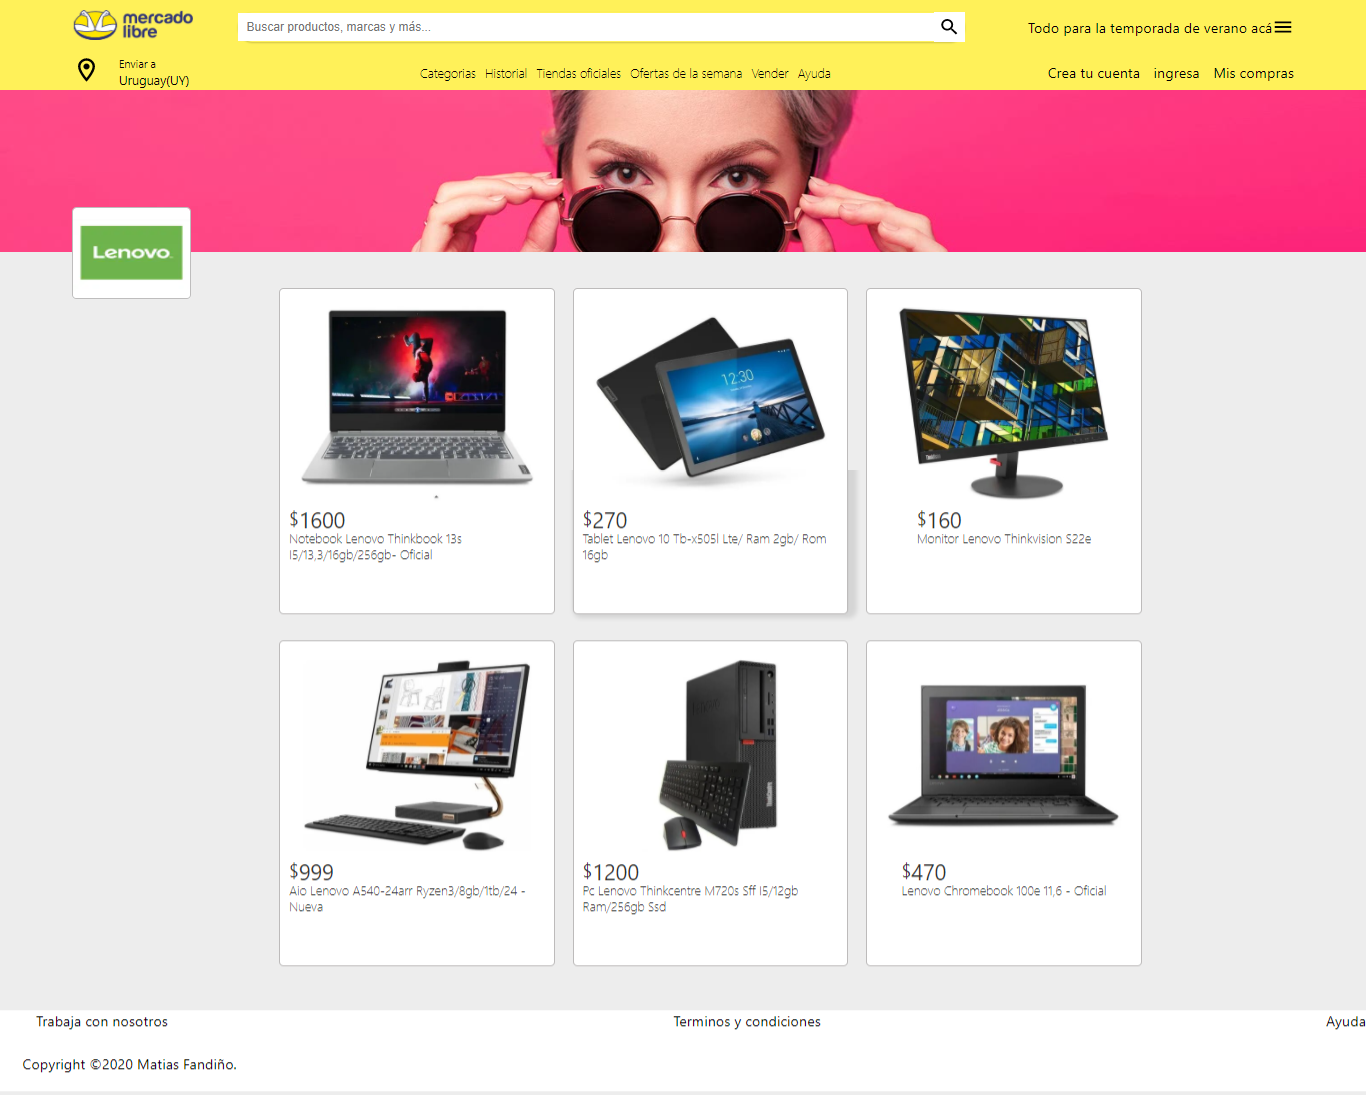 mercado
libre
Buscar productos, marcas y más...
Todo para la temporada de verano acá
Enviar a
Uruguay(UY)
Categorias Historial Tiendas oficiales Ofertas de la semana Vender Ayuda
Crea tu cuenta ingresa Mis compras
Lenovo
12:30
$1600
Notebook Lenovo Thinkbook 13s
I5/13,3/16gb/256gb- Oficial
$270
Tablet Lenovo 10 Tb-x505l Lte/ Ram 2gb/ Rom
16gb
$160
Monitor Lenovo Thinkvision S22e
$999
Aio Lenovo A540-24arr Ryzen3/8gb/1tb/24 -
Nueva
$1200
Pc Lenovo Thinkcentre M720s Sff I5/12gb
Ram/256gb Ssd
$470
Lenovo Chromebook 100e 11,6 - Oficial
Trabaja con nosotros
Terminos y condiciones
Ayuda
Copyright ©2020 Matias Fandiño.